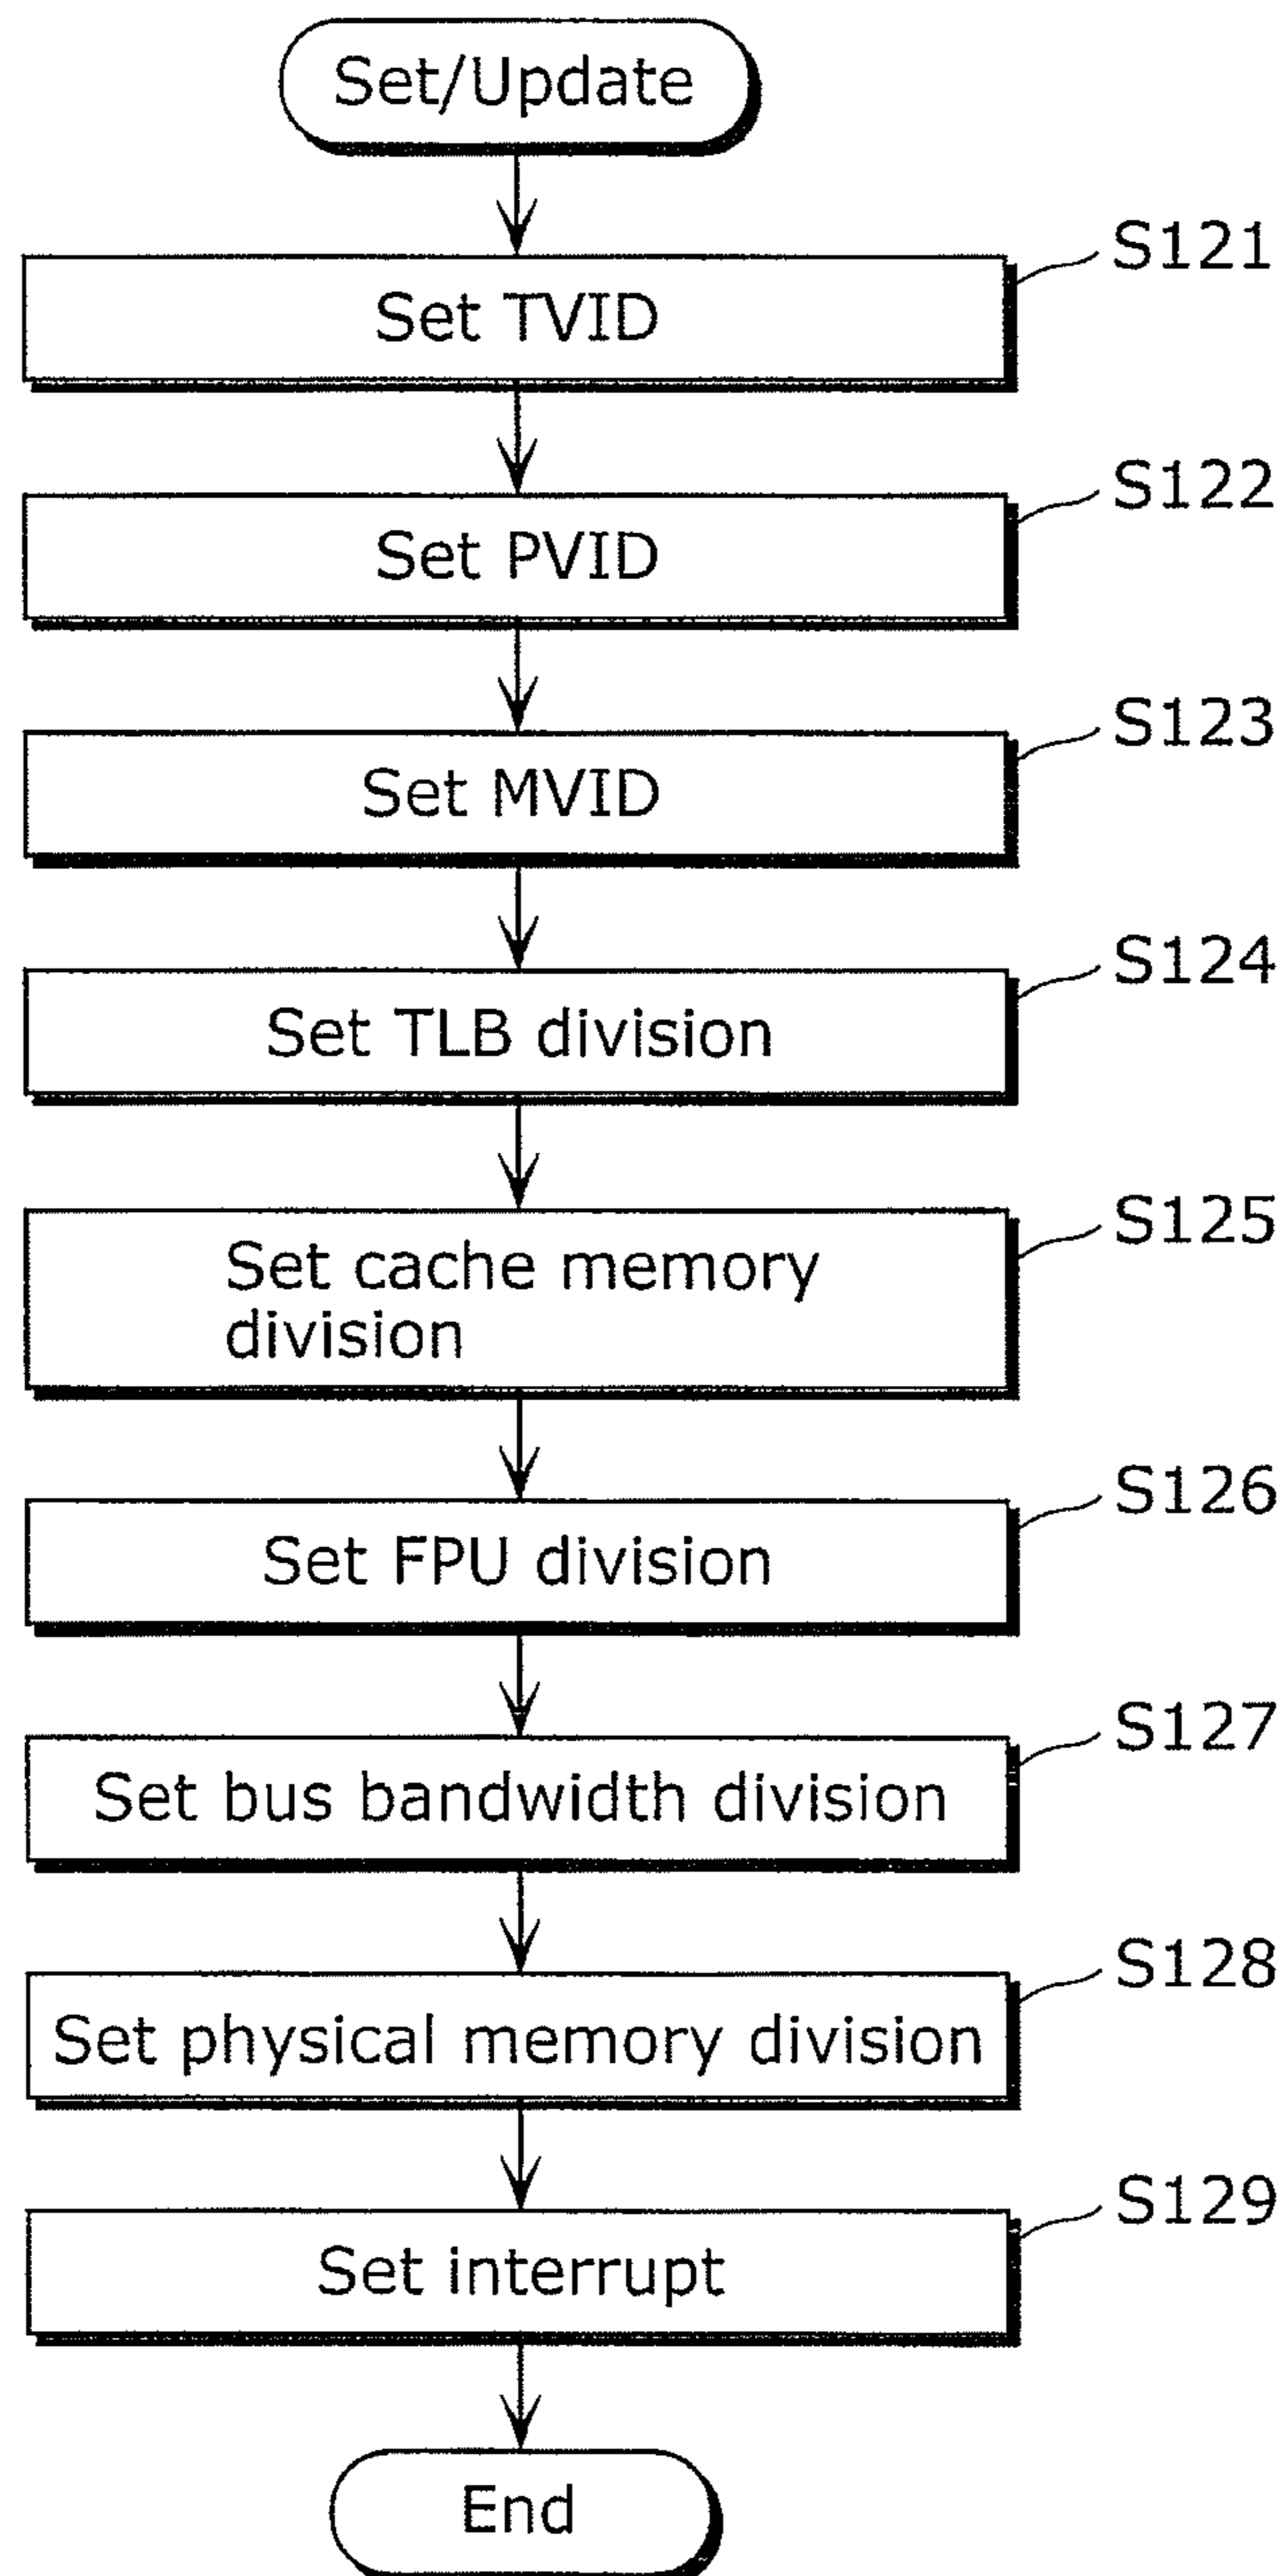 Set/Update
S121
Set TVID
S122
Set PVID
S123
Set MVID
S124
Set TLB division
S125
Set cache memory
division
S126
Set FPU division
S127
Set bus bandwidth division
S128
Set physical memory division
S129
Set interrupt
End